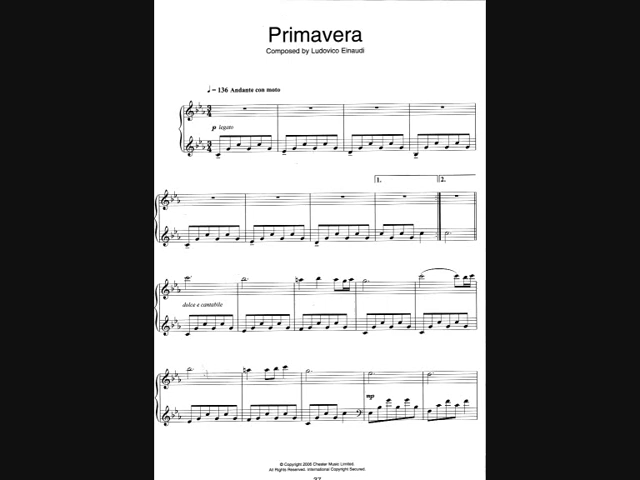 Primavera
Composed by Ludovico Einaudi
♩ = 136 Andante con moto
p legato
1. 2.
dolce e cantabile
mp
© Copyright 2006 Chester Music Limited.
All Rights Reserved. International Copyright Secured.